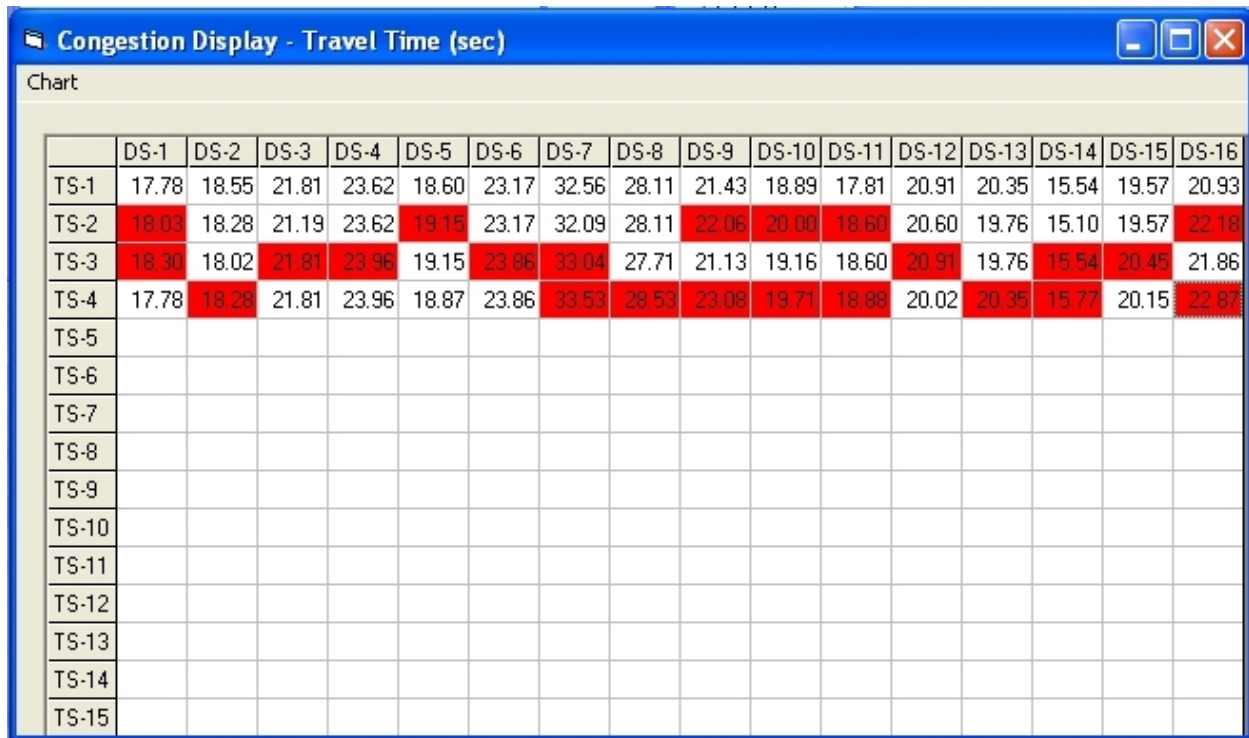 Congestion Display - Travel Time (sec)
Chart
DS-1 DS-2 DS-3 DS-4 DS-5 DS-6 DS-7 DS-8 DS-9 DS-10 DS-11 DS-12 DS-13 DS-14 DS-15 DS-16
TS-1 17.78 18.55 21.81 23.62 18.60 23.17 32.56 28.11 21.43 18.89 17.81 20.91 20.35 15.54 19.57 20.93
TS-2 18.03 18.28 21.19 23.62 19.15 23.17 32.09 28.11 22.06 20.00 18.60 20.60 19.76 15.10 19.57 22.18
TS-3 18.30 18.02 21.81 23.96 19.15 23.86 33.04 27.71 21.13 19.16 18.60 20.91 19.76 15.54 20.45 21.86
TS-4 17.78 18.28 21.81 23.96 18.87 23.86 33.53 28.53 23.08 19.71 18.88 20.02 20.35 15.77 20.15 22.87
TS-5
TS-6
TS-7
TS-8
TS-9
TS-10
TS-11
TS-12
TS-13
TS-14
TS-15